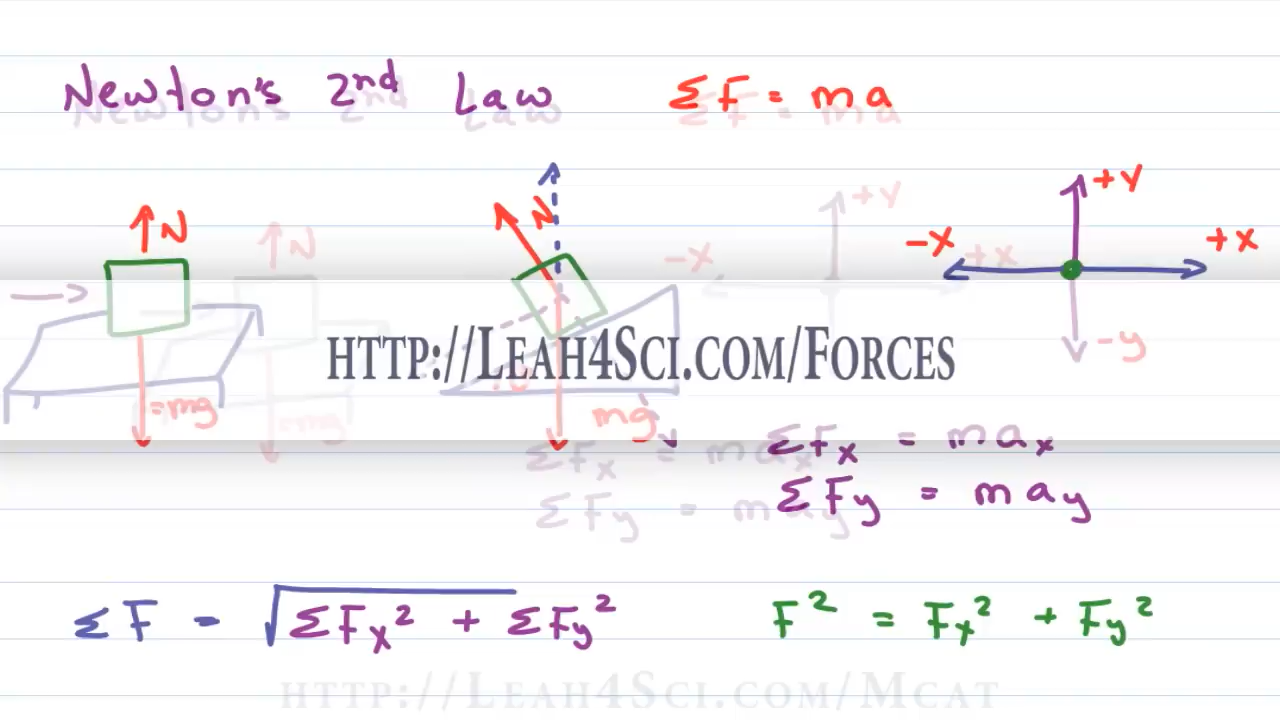 Newton's 2nd Law ΣF = ma
+Y
N N -X +X
-y
HTTP://LEAH4SCI.COM/FORCES
=mg mg
ΣFx = max
ΣFy = may
ΣF = √ΣFx² + ΣFy² F² = Fx² + Fy²
HTTP://LEAH4SCI.COM/MCAT